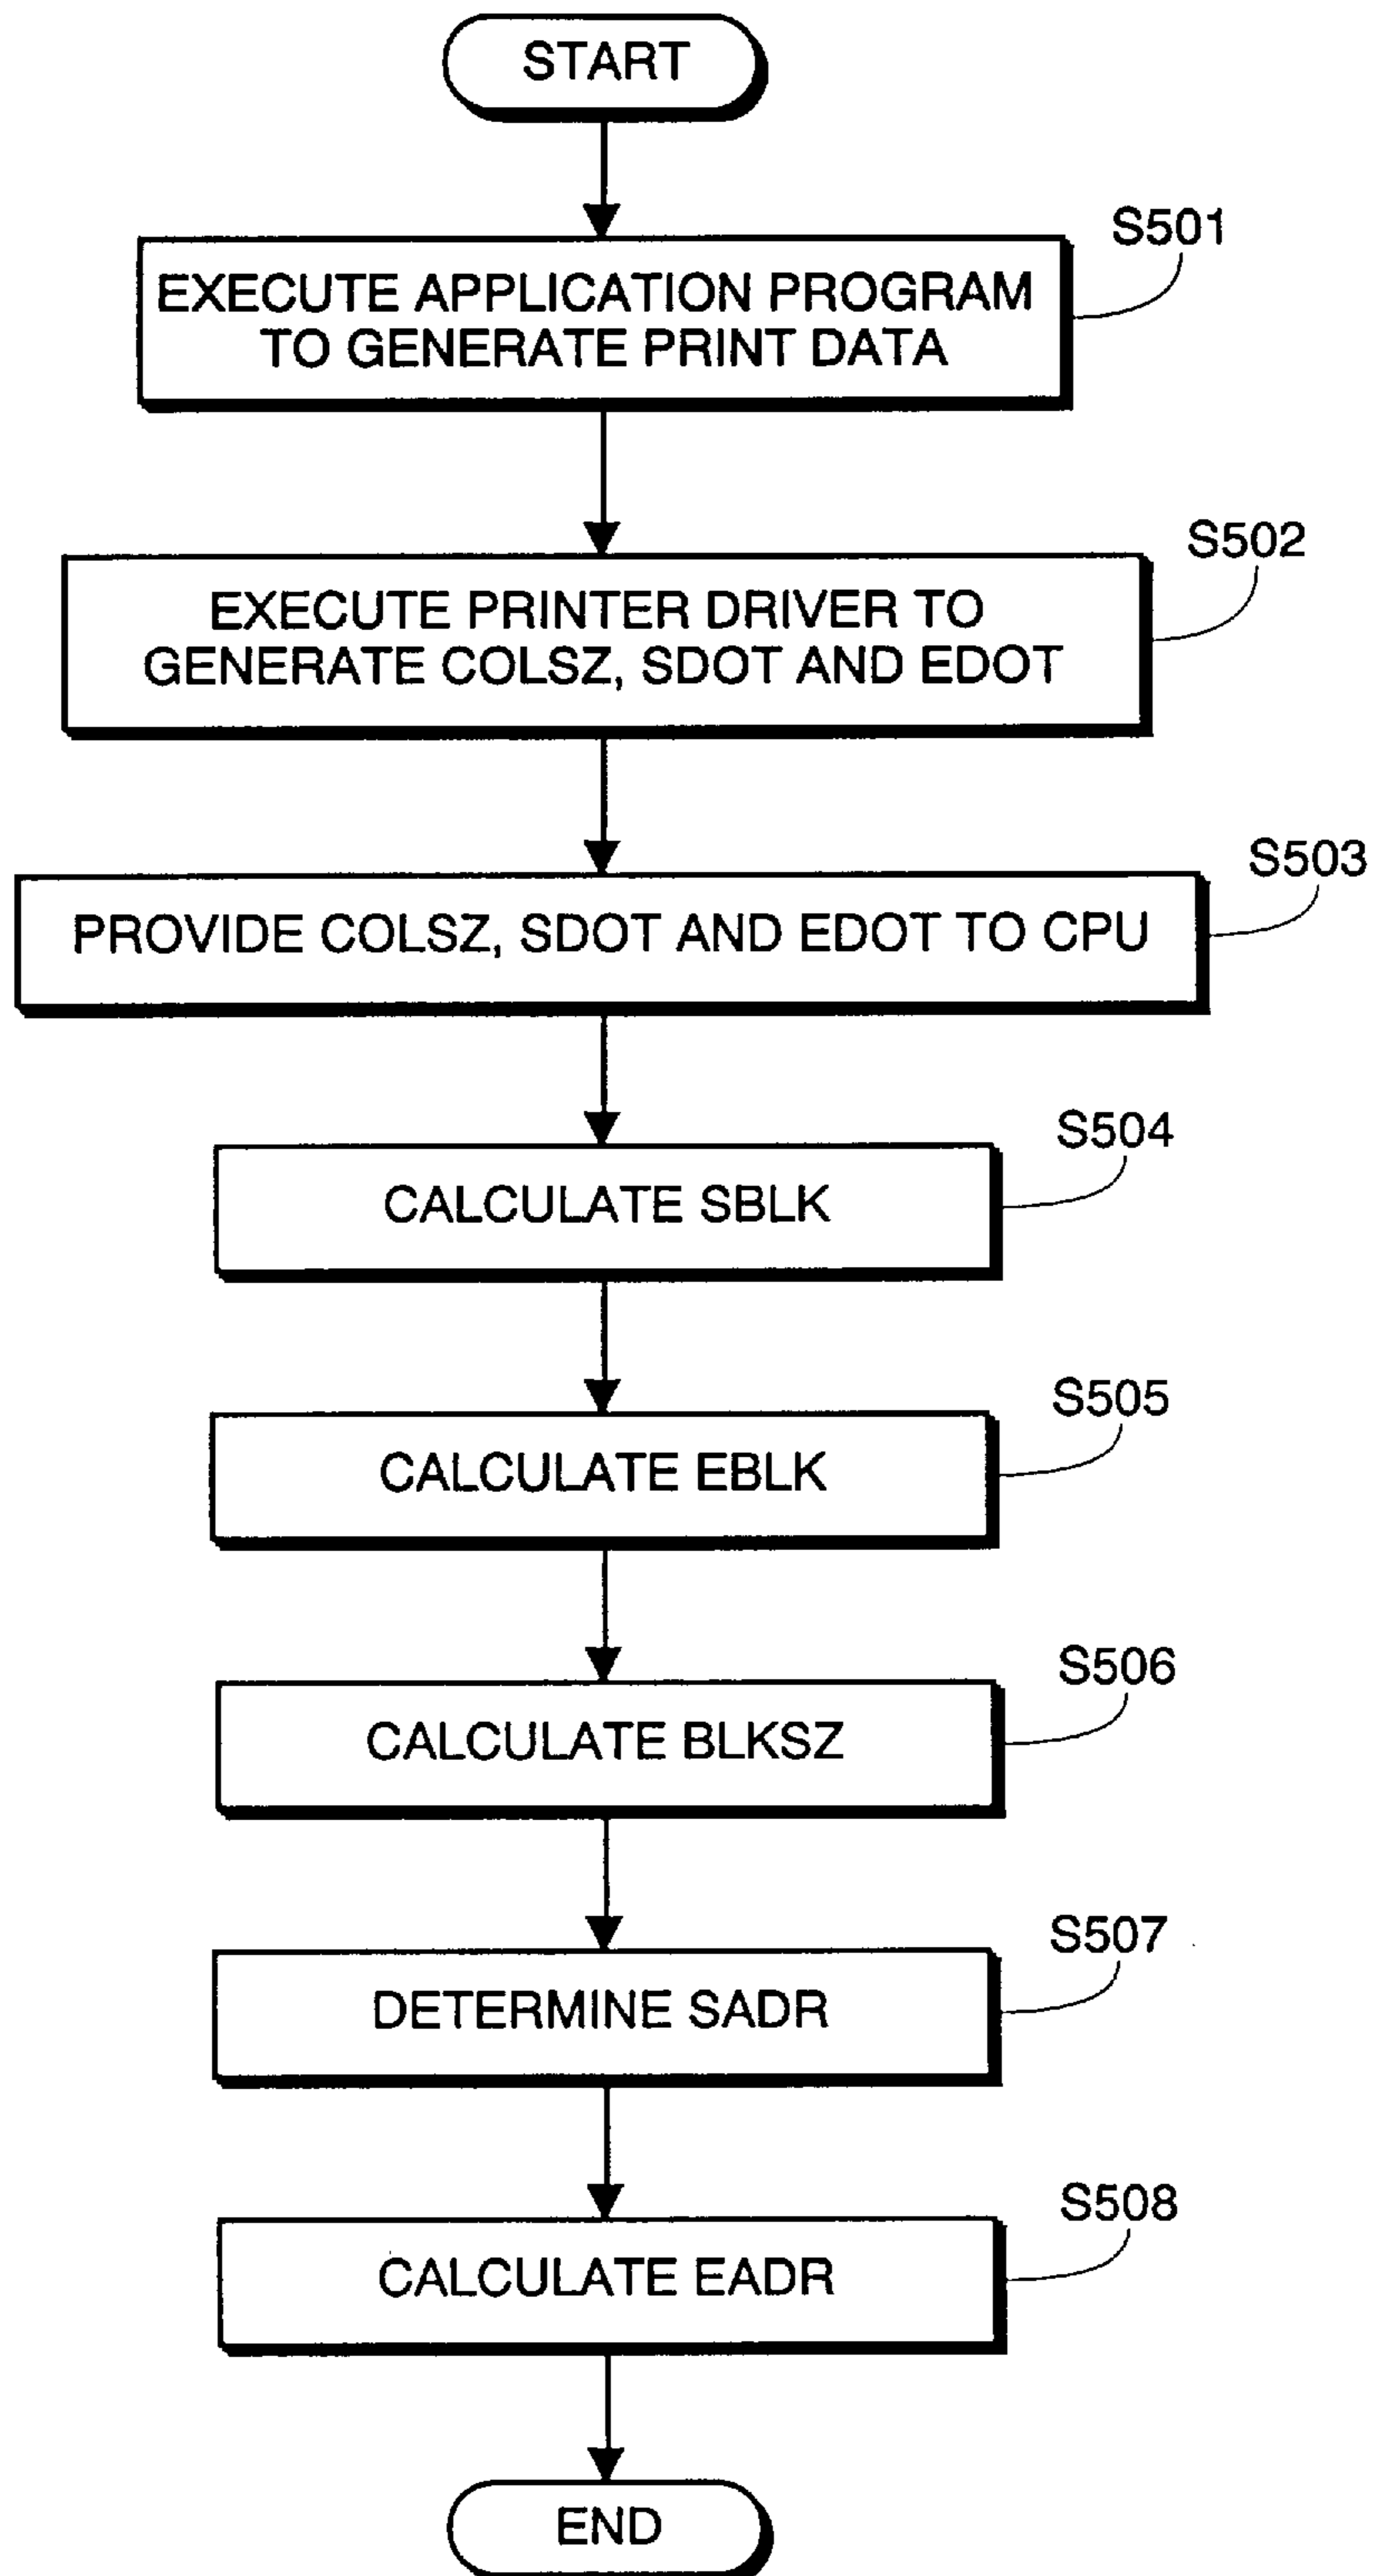 START
S501
EXECUTE APPLICATION PROGRAM
TO GENERATE PRINT DATA
S502
EXECUTE PRINTER DRIVER TO
GENERATE COLSZ, SDOT AND EDOT
S503
PROVIDE COLSZ, SDOT AND EDOT TO CPU
S504
CALCULATE SBLK
S505
CALCULATE EBLK
S506
CALCULATE BLKSZ
S507
DETERMINE SADR
S508
CALCULATE EADR
END